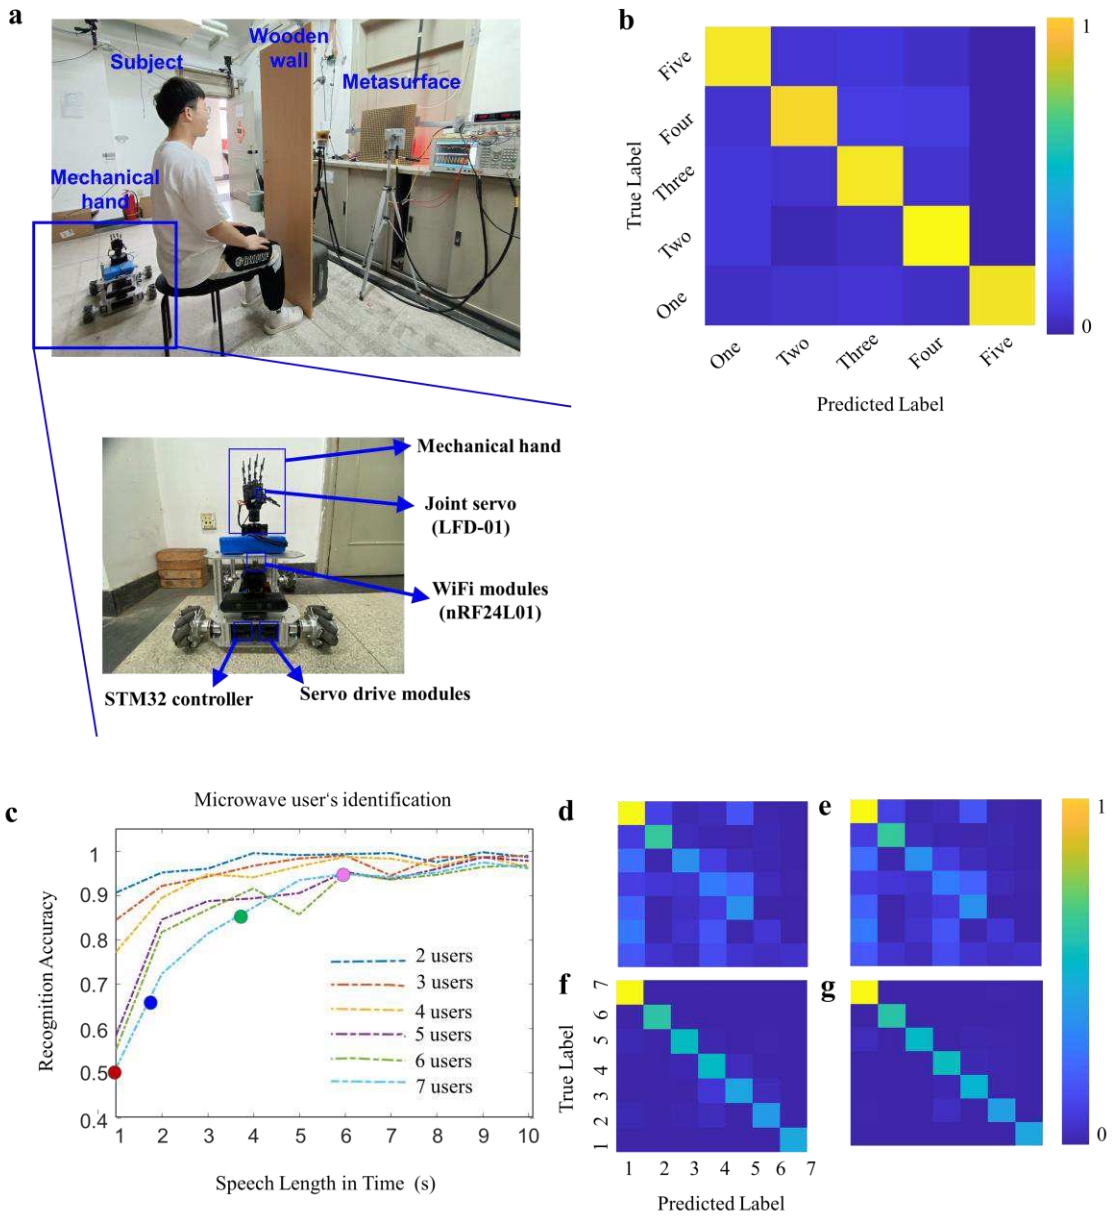 a
Subject
Wooden
wall
Metasurface
Mechanical
hand
Mechanical hand
Joint servo
(LFD-01)
WiFi modules
(nRF24L01)
STM32 controller
Servo drive modules
b
True Label
Five
Four
Three
Two
One
One
Two
Three
Four
Five
Predicted Label
1
0
c
Microwave user‘s identification
Recognition Accuracy
1
0.9
0.8
0.7
0.6
0.5
0.4
1
2
3
4
5
6
7
8
9
10
Speech Length in Time (s)
2 users
3 users
4 users
5 users
6 users
7 users
d
e
f
g
True Label
7
6
5
4
3
2
1
1
2
3
4
5
6
7
Predicted Label
1
0